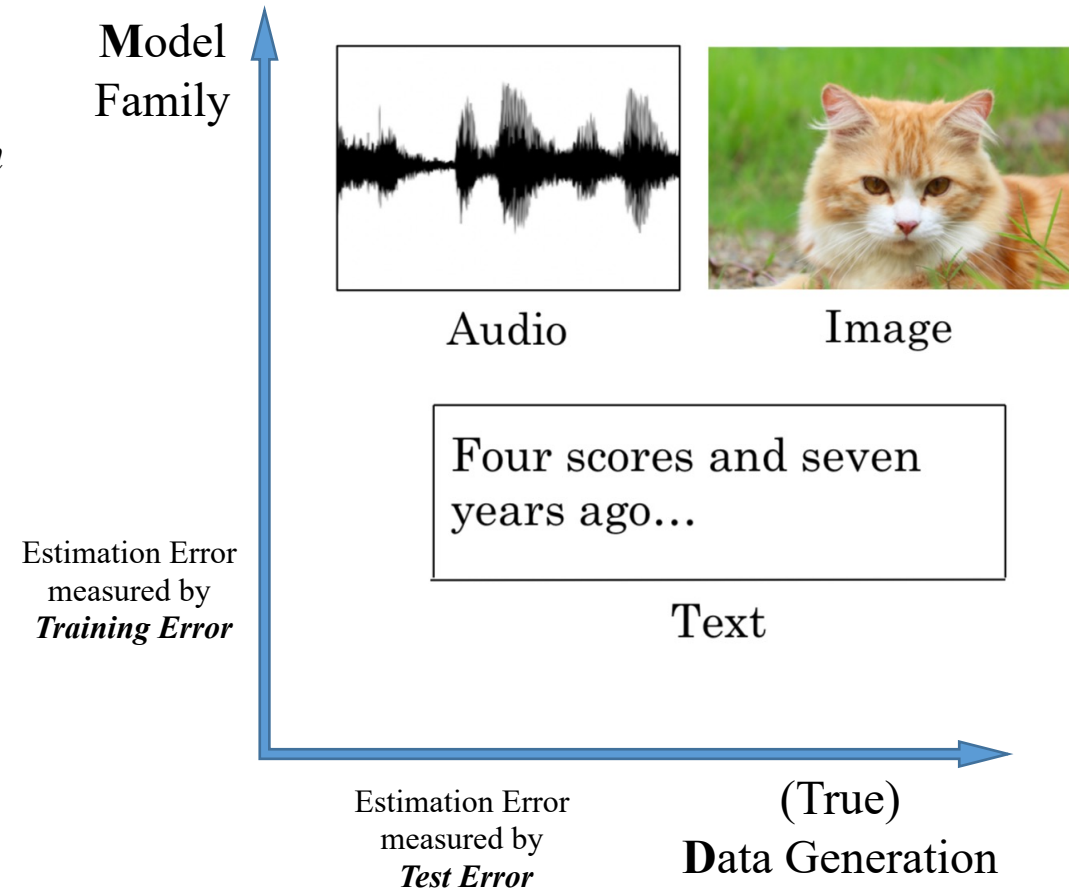 Model
Family
Audio
Image
Four scores and seven
years ago...
Text
Estimation Error
measured by
Training Error
Estimation Error
measured by
Test Error
(True)
Data Generation